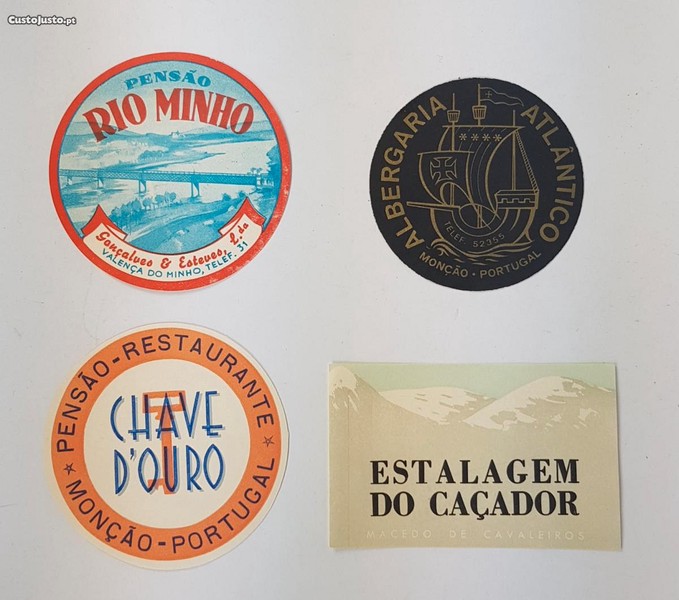 CustoJusto.pt
PENSÃO
RIO MINHO
Gonçalves & Esteves, L.da
VALENÇA DO MINHO, TELEF. 31
ALBERGARIA ATLÂNTICO
TELEF. 52355
MONÇÃO - PORTUGAL
PENSÃO-RESTAURANTE
CHAVE
D'OURO
MONÇÃO-PORTUGAL
ESTALAGEM
DO CAÇADOR
MACEDO DE CAVALEIROS